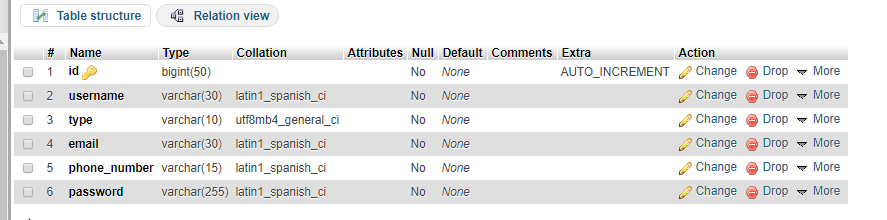 Table structure Relation view
# Name Type Collation Attributes Null Default Comments Extra Action
1 id bigint(50) No None AUTO_INCREMENT Change Drop More
2 username varchar(30) latin1_spanish_ci No None Change Drop More
3 type varchar(10) utf8mb4_general_ci No None Change Drop More
4 email varchar(30) latin1_spanish_ci No None Change Drop More
5 phone_number varchar(15) latin1_spanish_ci No None Change Drop More
6 password varchar(255) latin1_spanish_ci No None Change Drop More